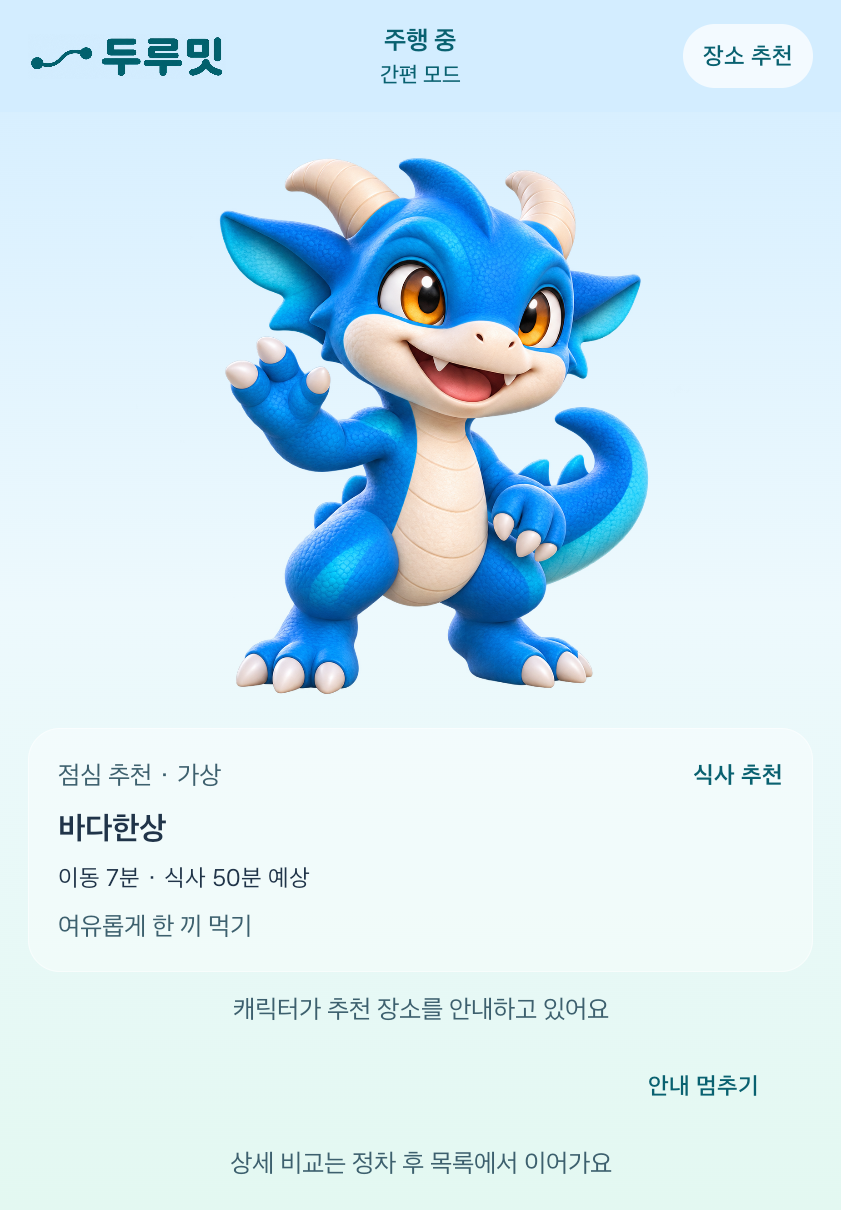 두루밋
주행 중
간편 모드
장소 추천
점심 추천 · 가상
식사 추천
바다한상
이동 7분 · 식사 50분 예상
여유롭게 한 끼 먹기
캐릭터가 추천 장소를 안내하고 있어요
안내 멈추기
상세 비교는 정차 후 목록에서 이어가요